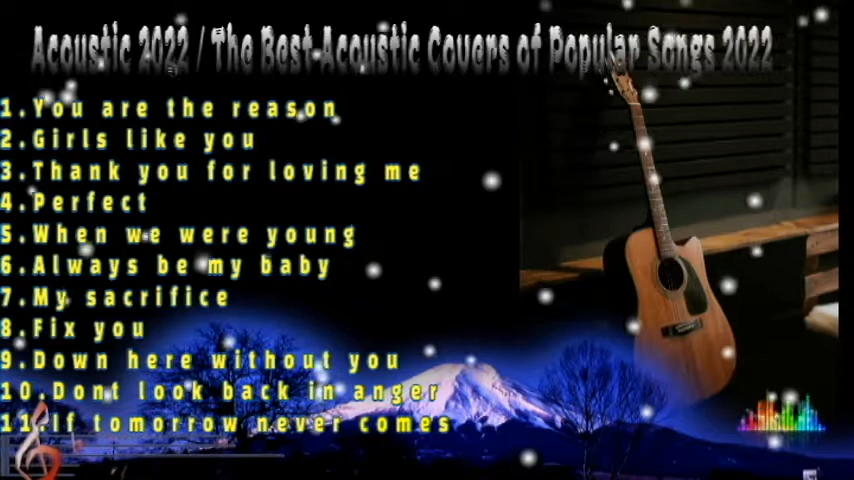 Acoustic 2022 / The Best Acoustic Covers of Popular Songs 2022
1.You are the reason
2.Girls like you
3.Thank you for loving me
4.Perfect
5.When we were young
6.Always be my baby
7.My sacrifice
8.Fix you
9.Down here without you
10.Dont look back in anger
11.If tomorrow never comes